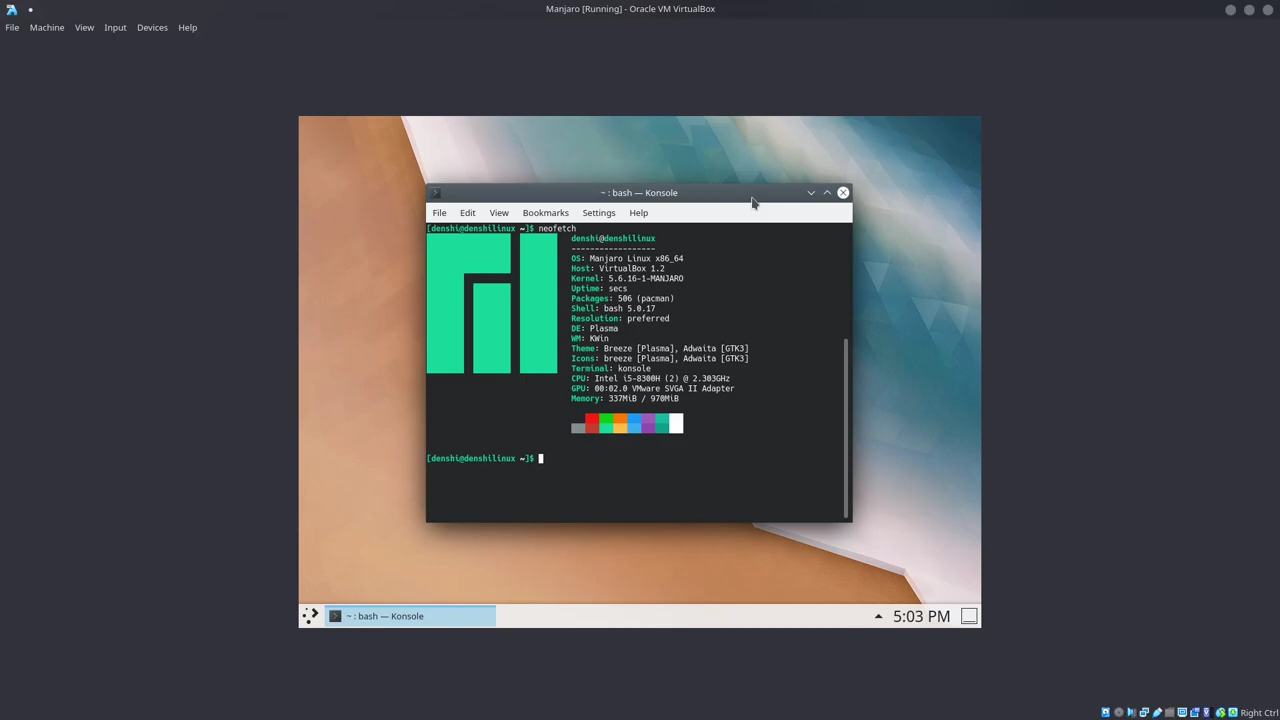 Manjaro [Running] - Oracle VM VirtualBox
File Machine View Input Devices Help
~ : bash — Konsole
File Edit View Bookmarks Settings Help
[denshi@denshilinux ~]$ neofetch
denshi@denshilinux
------------------
OS: Manjaro Linux x86_64
Host: VirtualBox 1.2
Kernel: 5.6.16-1-MANJARO
Uptime: secs
Packages: 506 (pacman)
Shell: bash 5.0.17
Resolution: preferred
DE: Plasma
WM: KWin
Theme: Breeze [Plasma], Adwaita [GTK3]
Icons: breeze [Plasma], Adwaita [GTK3]
Terminal: konsole
CPU: Intel i5-8300H (2) @ 2.303GHz
GPU: 00:02.0 VMware SVGA II Adapter
Memory: 337MiB / 970MiB
[denshi@denshilinux ~]$
~ : bash — Konsole
5:03 PM
Right Ctrl